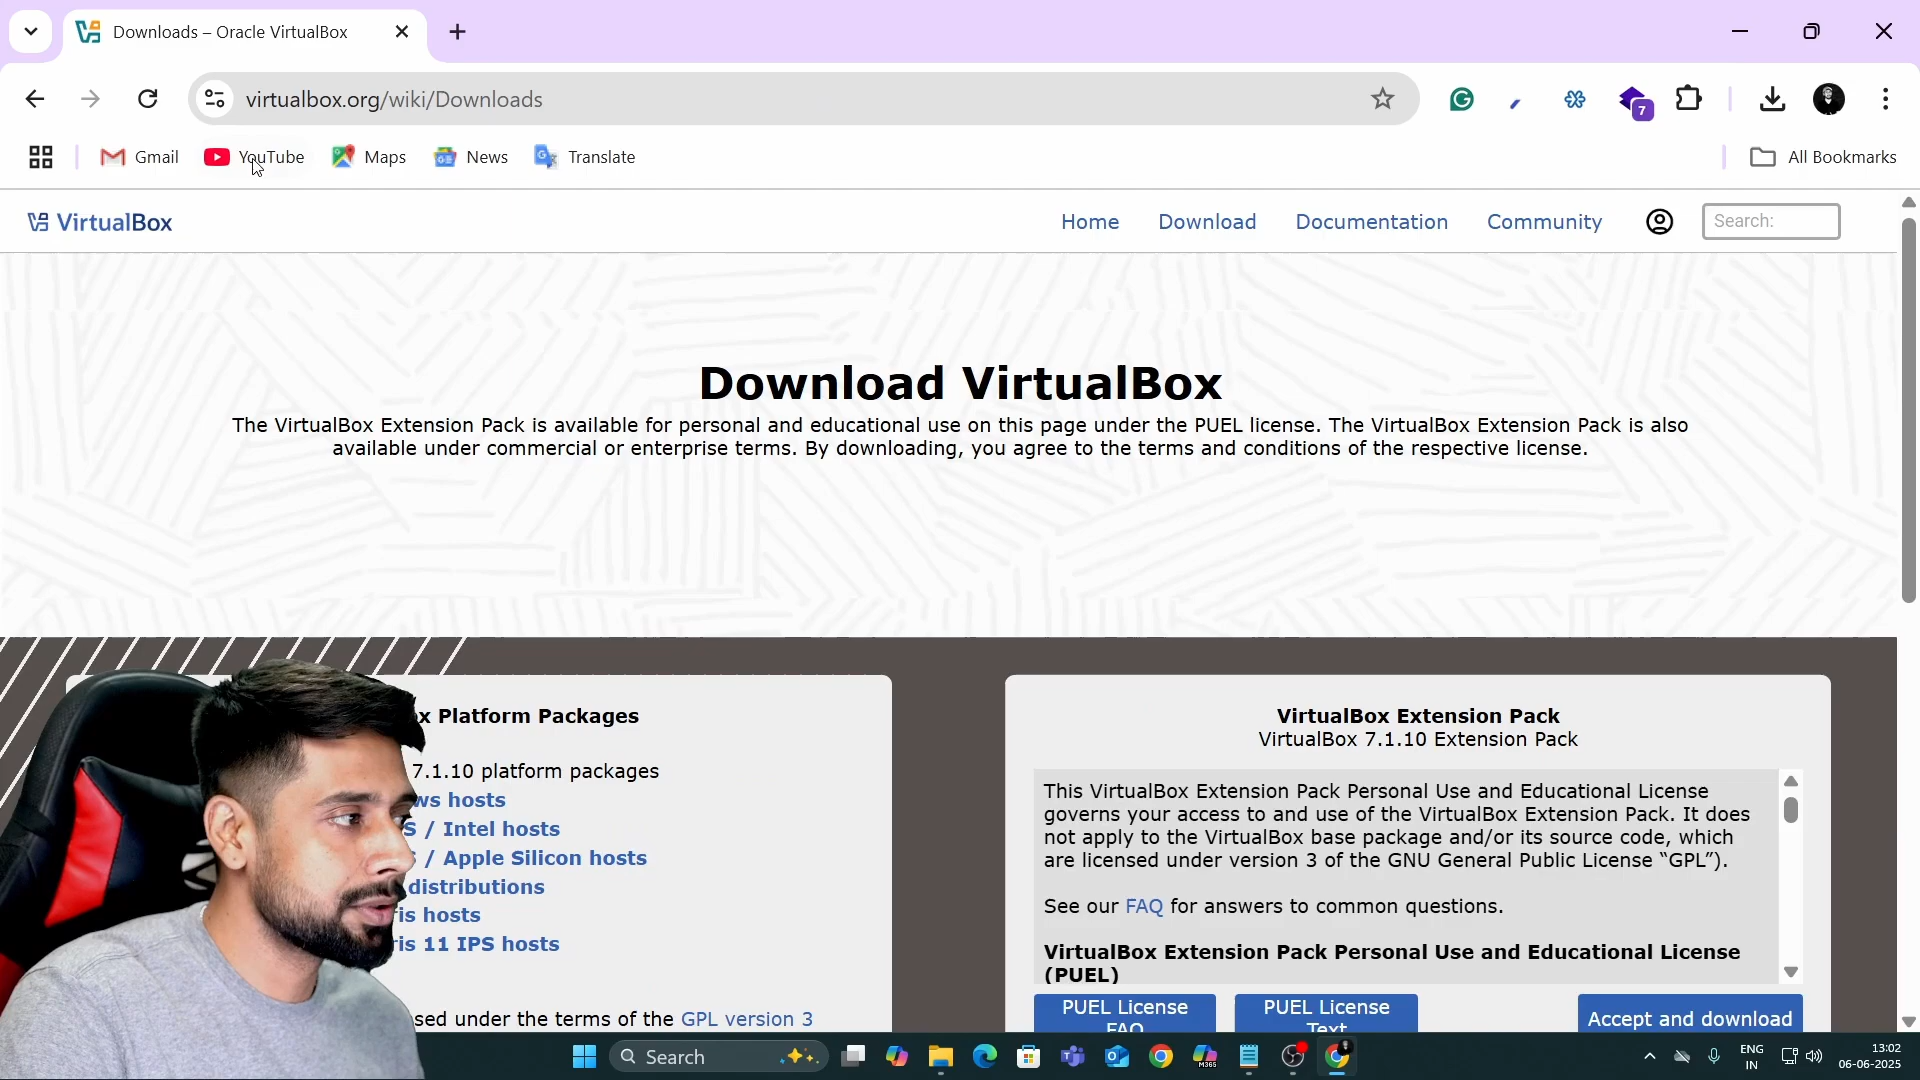 Downloads – Oracle VirtualBox
virtualbox.org/wiki/Downloads
7
Gmail YouTube Maps News Translate All Bookmarks
VirtualBox Home Download Documentation Community Search:
Download VirtualBox
The VirtualBox Extension Pack is available for personal and educational use on this page under the PUEL license. The VirtualBox Extension Pack is also
available under commercial or enterprise terms. By downloading, you agree to the terms and conditions of the respective license.
x Platform Packages
7.1.10 platform packages
ws hosts
S / Intel hosts
/ Apple Silicon hosts
distributions
ris hosts
ris 11 IPS hosts
sed under the terms of the GPL version 3
VirtualBox Extension Pack
VirtualBox 7.1.10 Extension Pack
This VirtualBox Extension Pack Personal Use and Educational License
governs your access to and use of the VirtualBox Extension Pack. It does
not apply to the VirtualBox base package and/or its source code, which
are licensed under version 3 of the GNU General Public License “GPL”).
See our FAQ for answers to common questions.
VirtualBox Extension Pack Personal Use and Educational License
(PUEL)
PUEL License
FAQ
PUEL License
Text
Accept and download
Search
M365
ENG
IN
13:02
06-06-2025